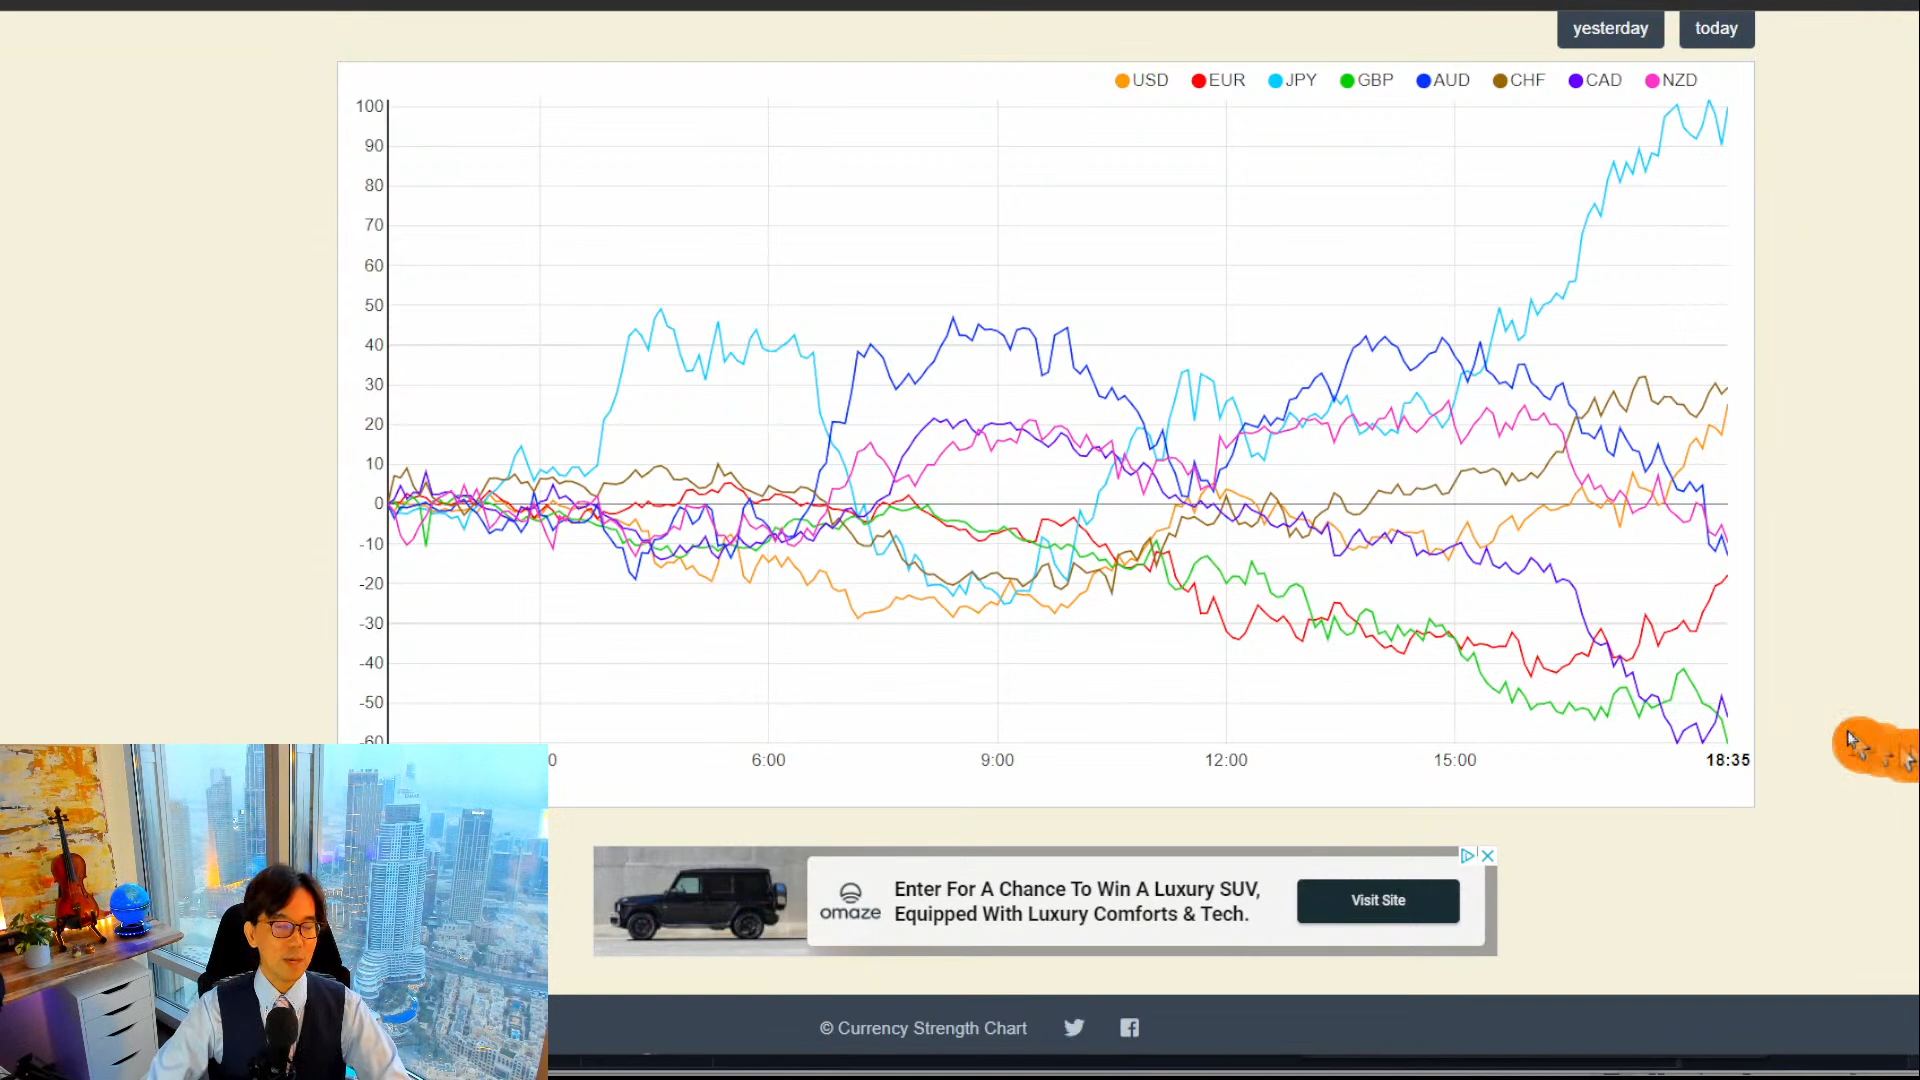 yesterday today
USD EUR JPY GBP AUD CHF CAD NZD
100
90
80
70
60
50
40
30
20
10
0
-10
-20
-30
-40
-50
-60
0 6:00 9:00 12:00 15:00 18:35
omaze
Enter For A Chance To Win A Luxury SUV,
Equipped With Luxury Comforts & Tech.
Visit Site
© Currency Strength Chart